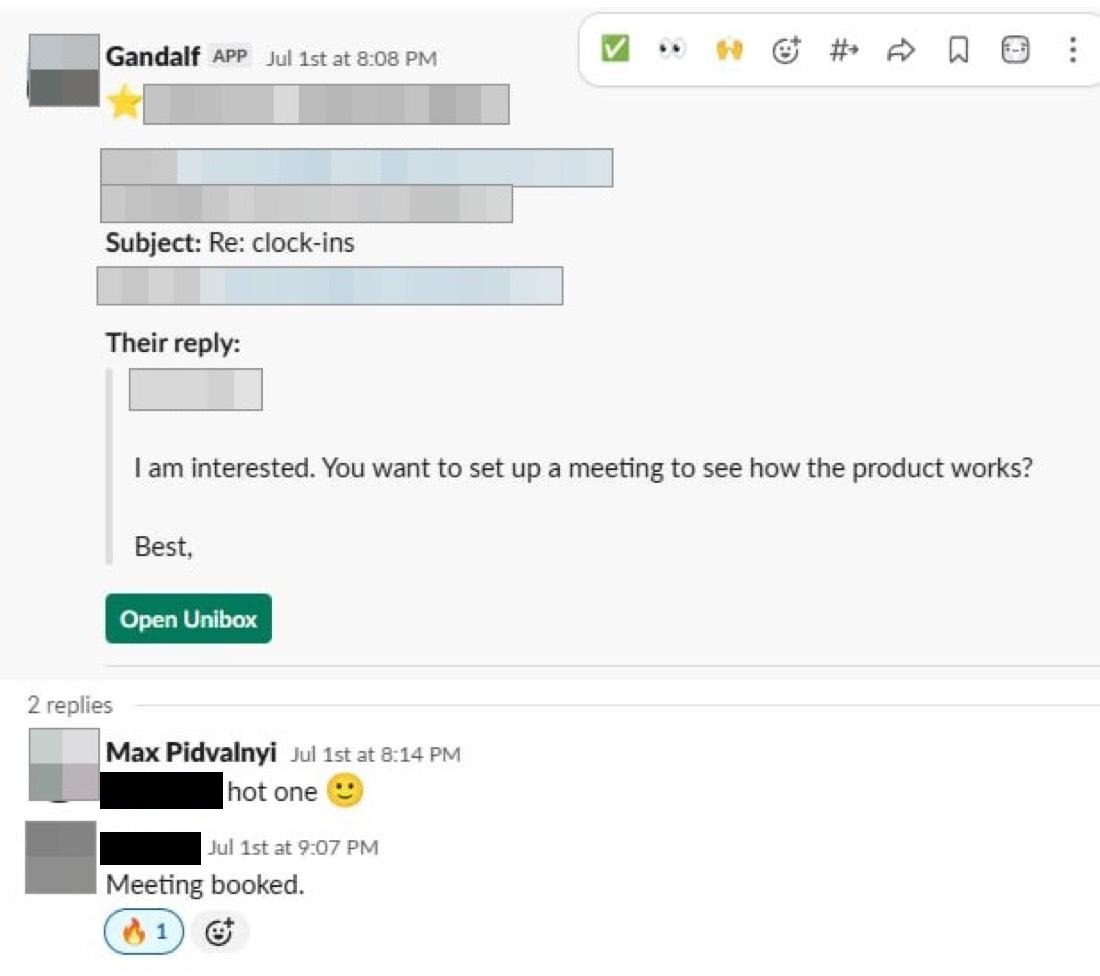 Gandalf APP Jul 1st at 8:08 PM
Subject: Re: clock-ins
Their reply:
I am interested. You want to set up a meeting to see how the product works?
Best,
Open Unibox
2 replies
Max Pidvalnyi Jul 1st at 8:14 PM
hot one 🙂
Jul 1st at 9:07 PM
Meeting booked.
🔥 1